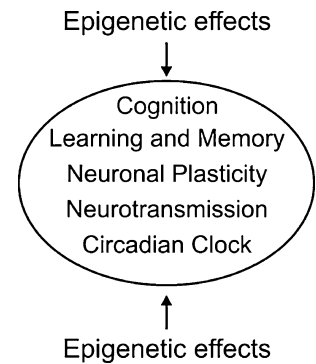 Epigenetic effects
Cognition
Learning and Memory
Neuronal Plasticity
Neurotransmission
Circadian Clock
Epigenetic effects